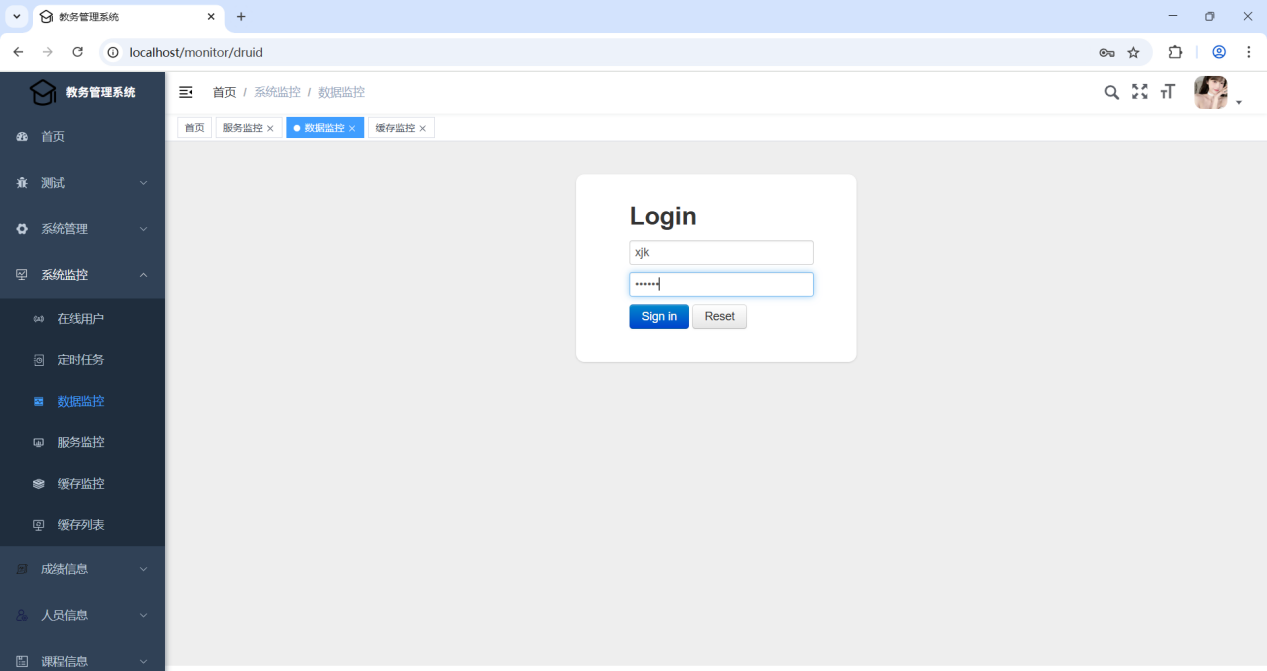 教务管理系统
localhost/monitor/druid
教务管理系统
首页 / 系统监控 / 数据监控
首页
服务监控
数据监控
缓存监控
首页
测试
系统管理
系统监控
在线用户
定时任务
数据监控
服务监控
缓存监控
缓存列表
成绩信息
人员信息
课程信息
Login
xjk
••••••
Sign in
Reset